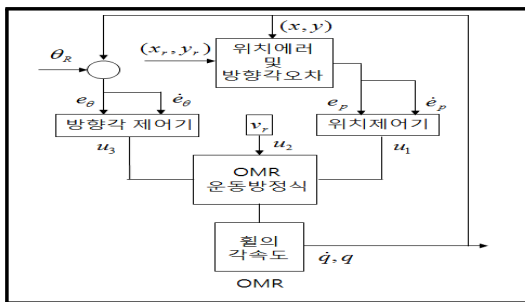 (x, y)
θ_R
(x_r, y_r)
위치에러
및
방향각오차
e_θ
ė_θ
e_p
ė_p
방향각 제어기
v_r
위치제어기
u_3
u_2
u_1
OMR
운동방정식
휠의
각속도
q̇, q
OMR